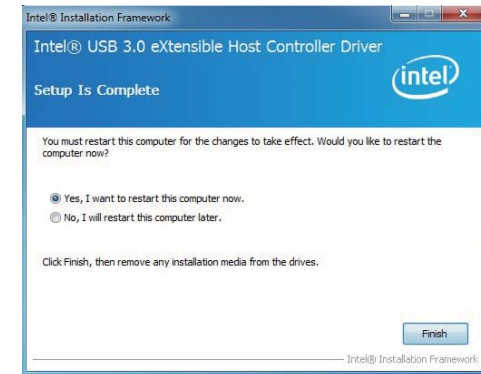 Intel® Installation Framework
Intel® USB 3.0 eXtensible Host Controller Driver
intel
Setup Is Complete
You must restart this computer for the changes to take effect. Would you like to restart the
computer now?
Yes, I want to restart this computer now.
No, I will restart this computer later.
Click Finish, then remove any installation media from the drives.
Finish
Intel® Installation Framework